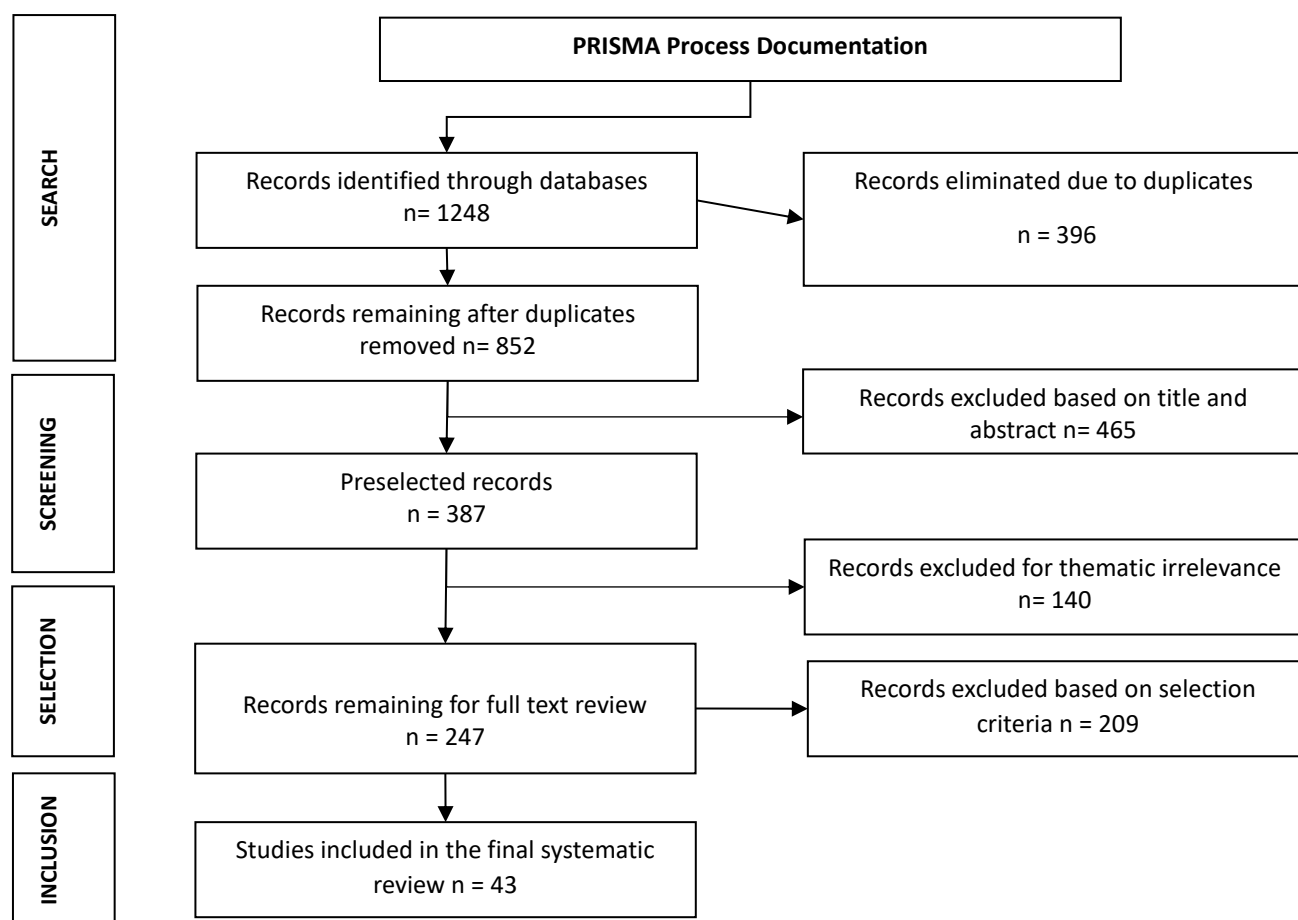 PRISMA Process Documentation
SEARCH
Records identified through databases
n= 1248
Records eliminated due to duplicates
n = 396
Records remaining after duplicates
removed n= 852
SCREENING
Records excluded based on title and
abstract n= 465
Preselected records
n = 387
Records excluded for thematic irrelevance
n= 140
SELECTION
Records remaining for full text review
n = 247
Records excluded based on selection
criteria n = 209
INCLUSION
Studies included in the final systematic
review n = 43